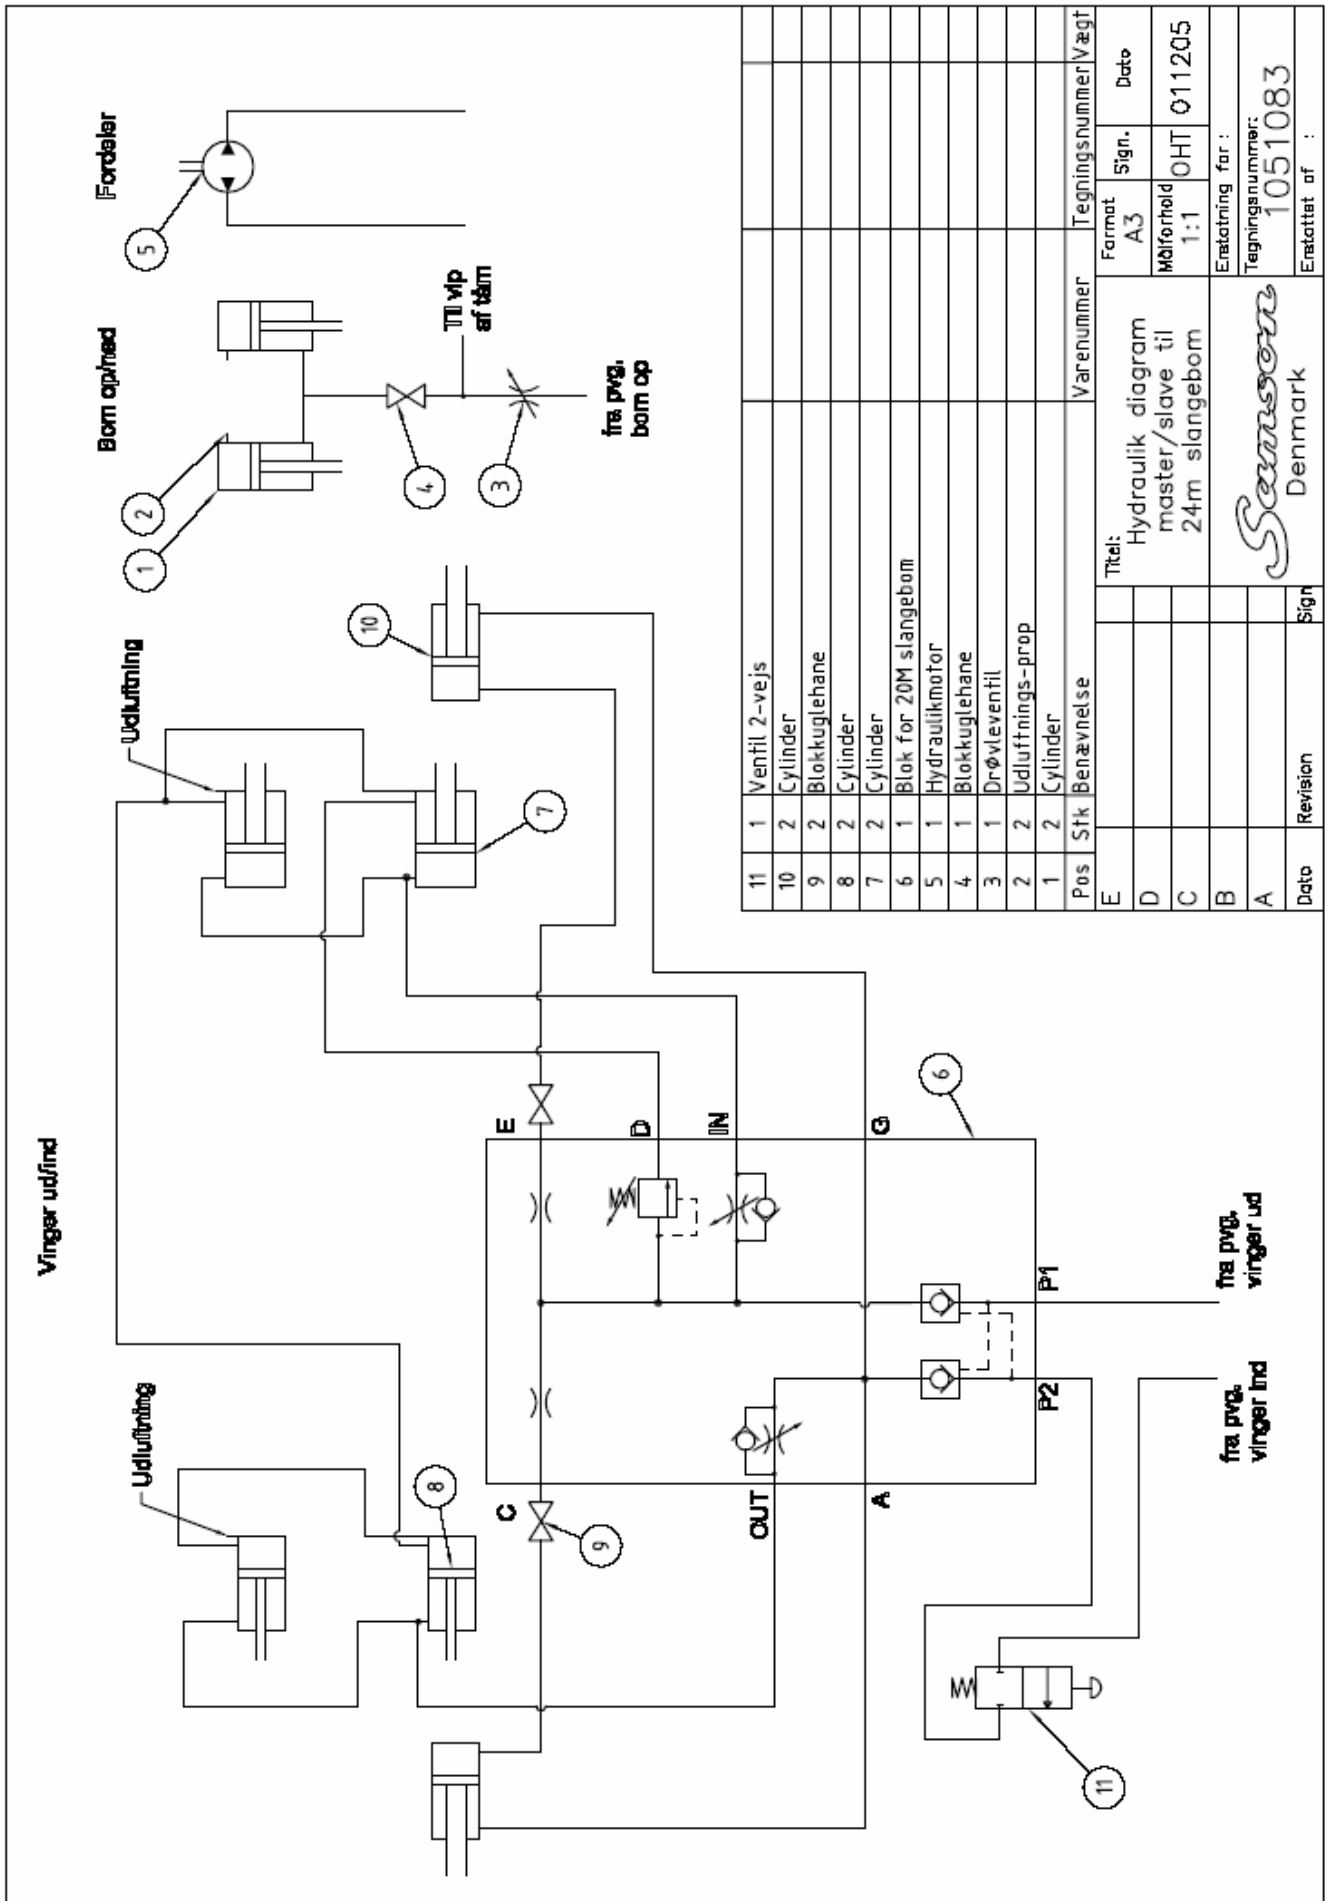 Vinger ud/ind
Bom op/ned
Fordeler
Udluftning
Udluftning
1
2
3
4
5
6
7
8
9
10
11
Til vip
af tårn
fra pvg.
bom op
C
E
D
IN
G
OUT
A
P2
P1
fra pvg.
vinger ind
fra pvg.
vinger ud
11 1 Ventil 2-vejs
10 2 Cylinder
9 2 Blokkuglehane
8 2 Cylinder
7 2 Cylinder
6 1 Blok for 20M slangebom
5 1 Hydraulikmotor
4 1 Blokkuglehane
3 1 Drøvleventil
2 2 Udluftnings-prop
1 2 Cylinder
Pos Stk Benævnelse Varenummer Tegningsnummer Vægt
E
D
C
B
A
Dato Revision Sign
Titel:
Hydraulik diagram
master/slave til
24m slangebom
Samson
Denmark
Format
A3
Sign.
Dato
Målforhold
1:1
OHT
011205
Erstatning for :
Tegningsnummer:
1051083
Erstattet af :